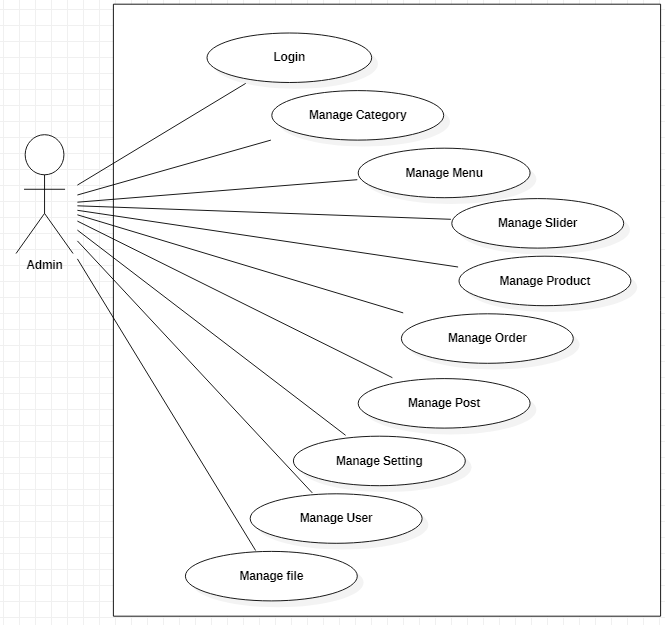 Login
Manage Category
Manage Menu
Manage Slider
Admin
Manage Product
Manage Order
Manage Post
Manage Setting
Manage User
Manage file